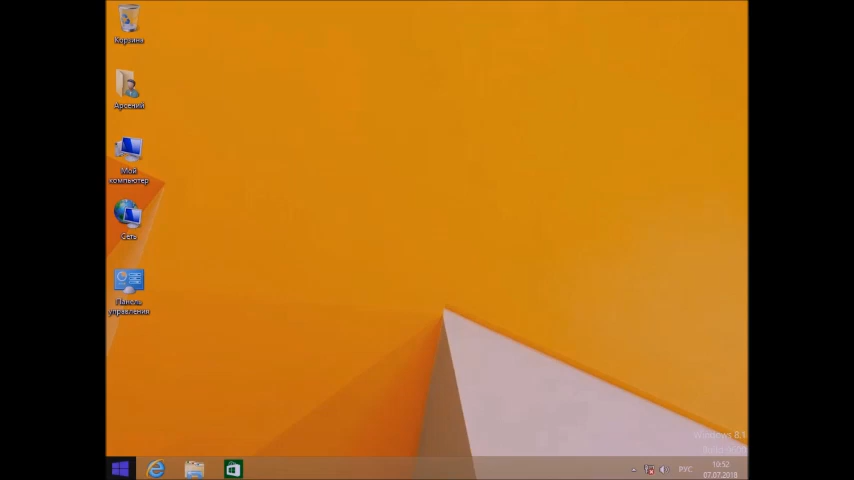 Корзина
Арсений
Мой
компьютер
Сеть
Панель
управления
Windows 8.1
РУС
10:52
07.07.2018